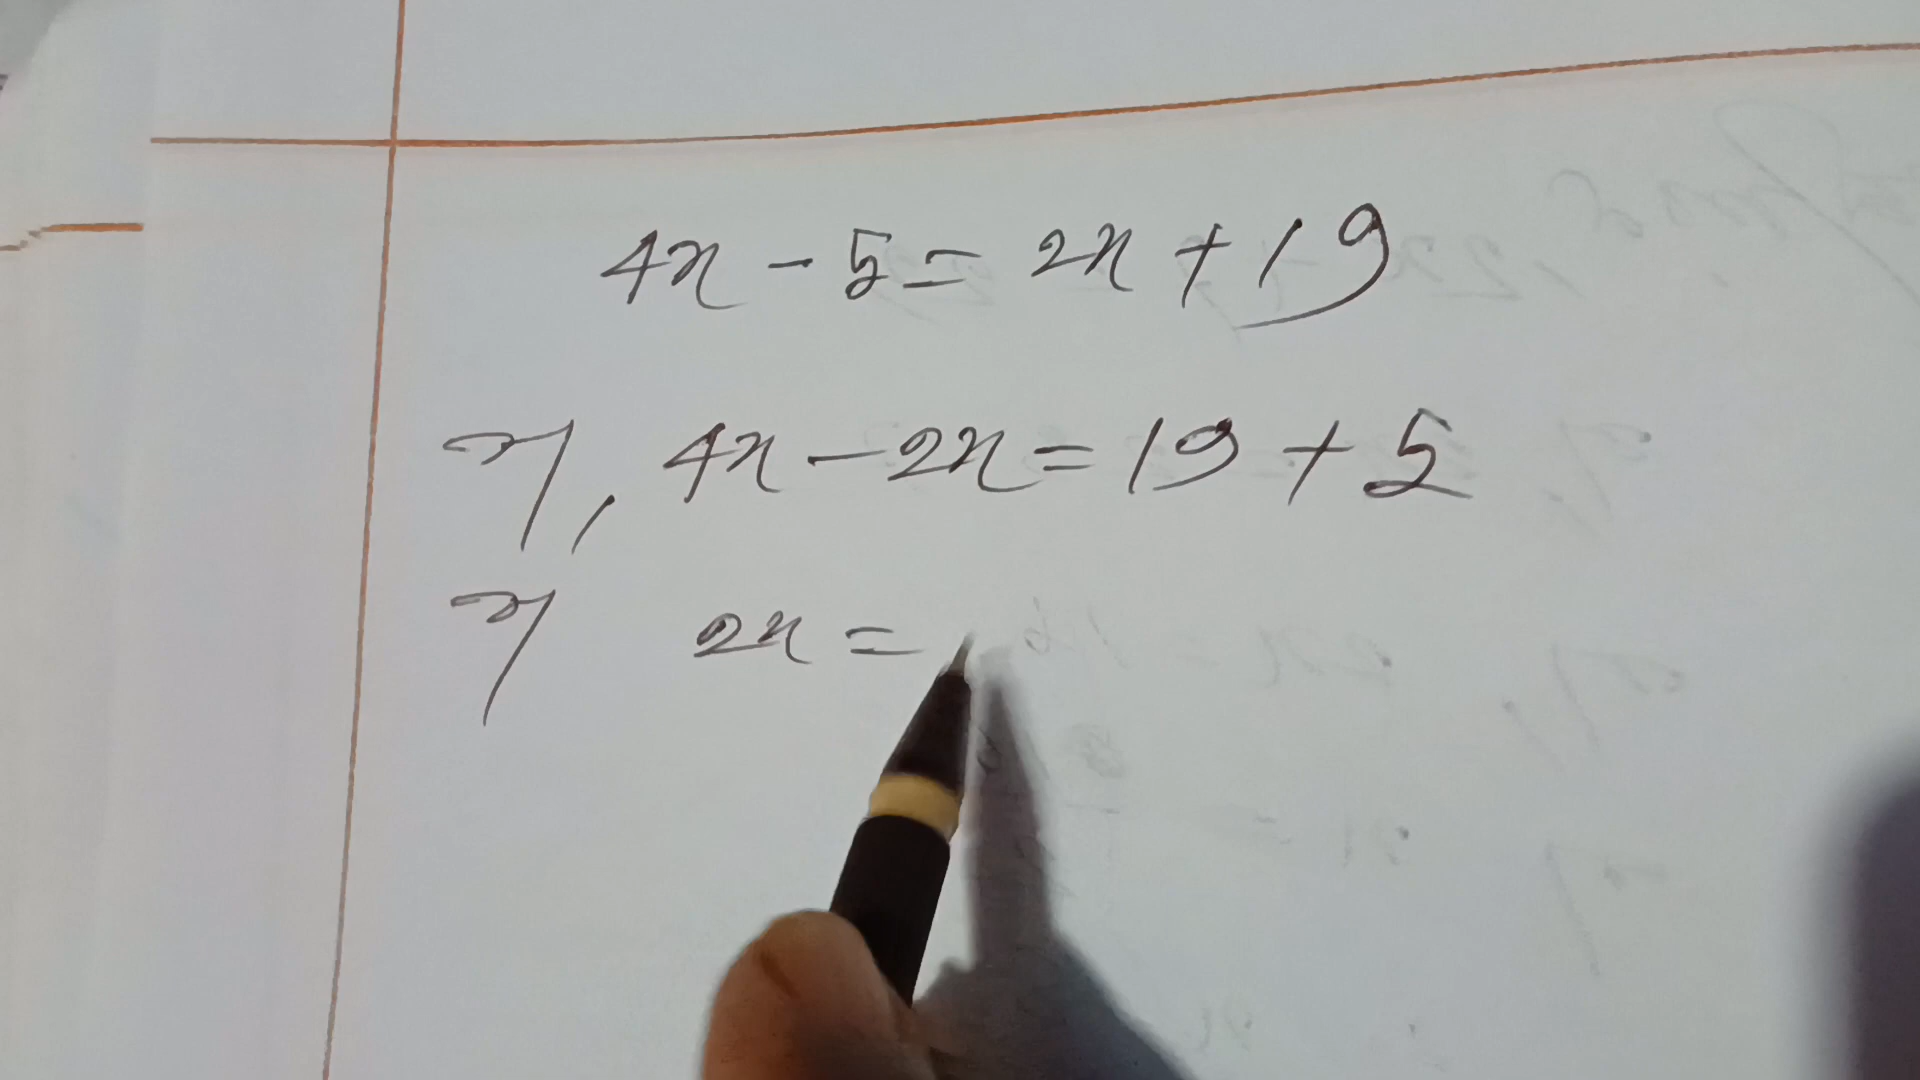 4x - 5 = 2x + 19
বা, 4x - 2x = 19 + 5
বা 2x =